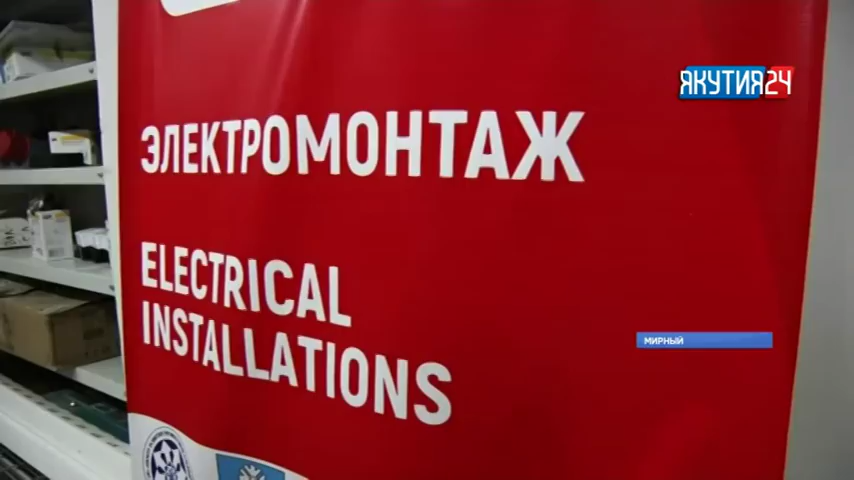 ЯКУТИЯ24
ЭЛЕКТРОМОНТАЖ
ELECTRICAL
INSTALLATIONS
МИРНЫЙ